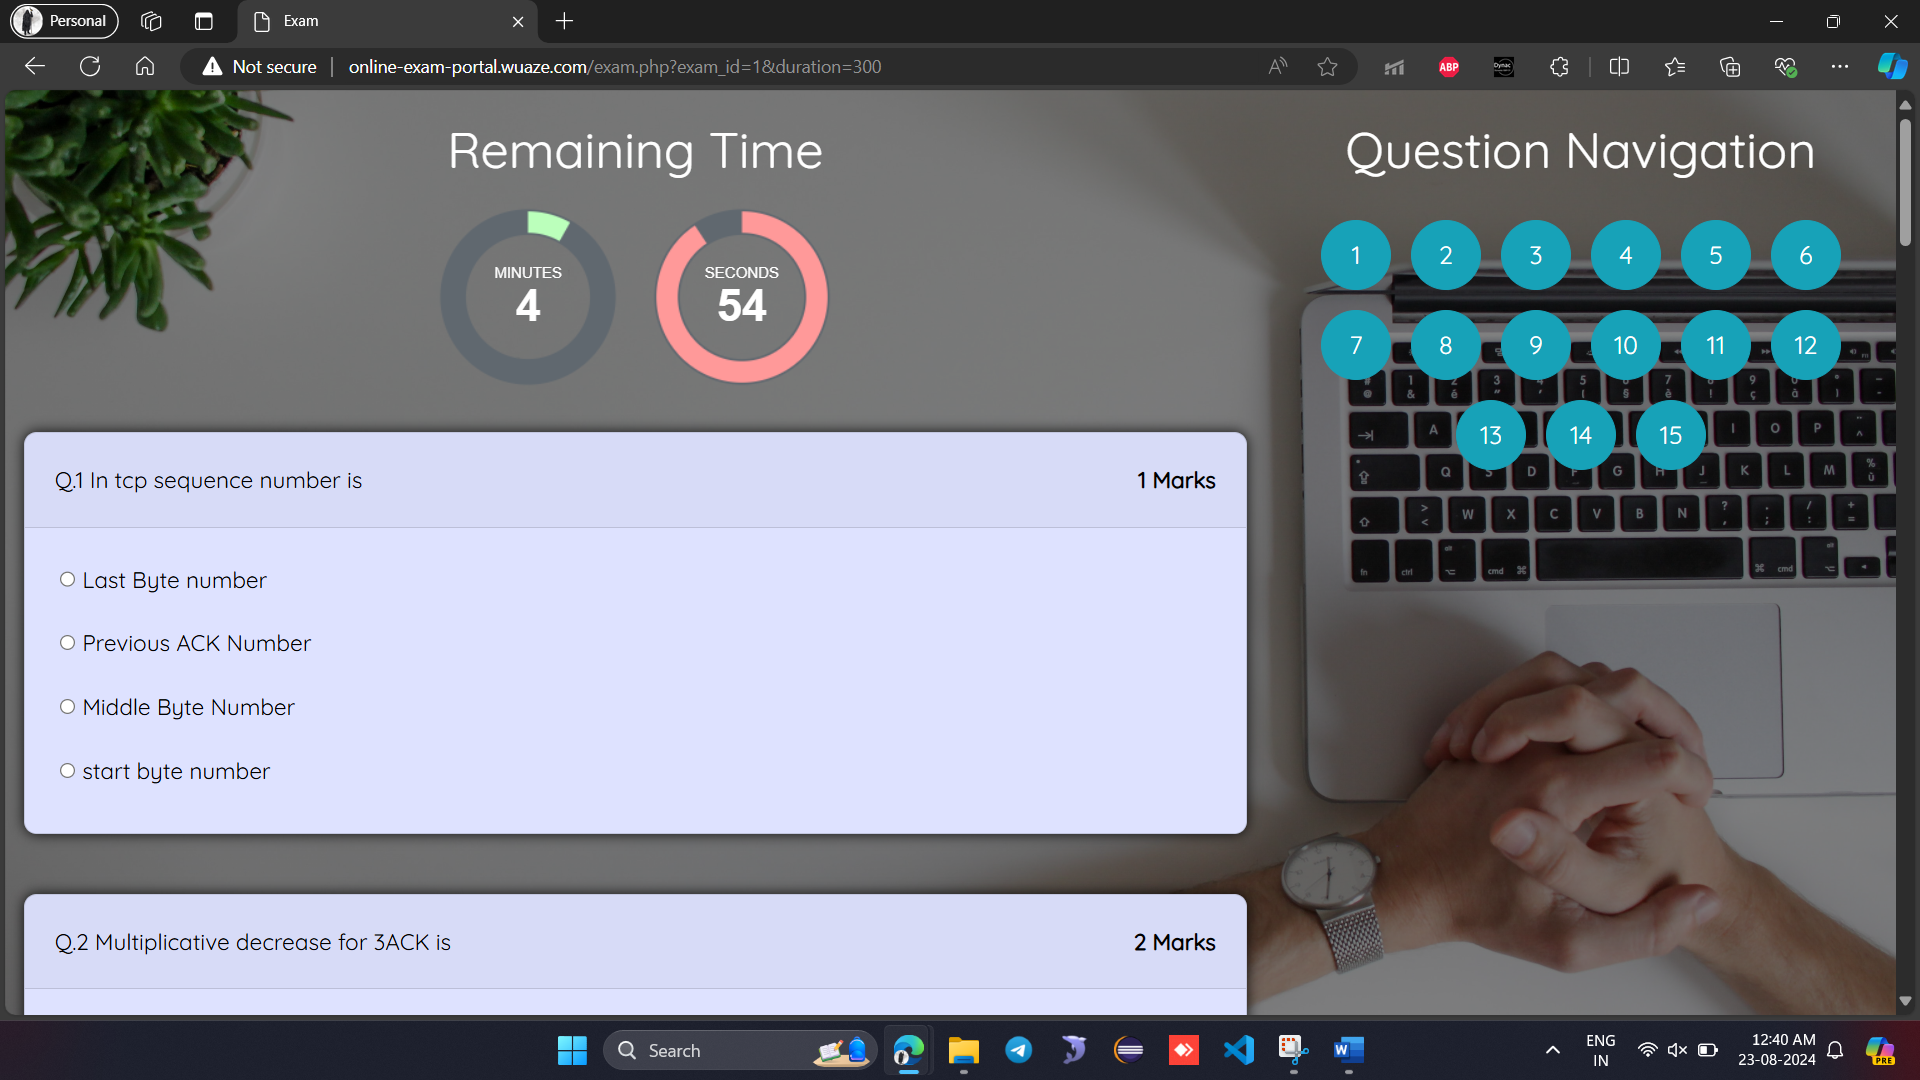 Personal
Exam
Not secure
online-exam-portal.wuaze.com/exam.php?exam_id=1&duration=300
ABP
Remaining Time
Question Navigation
MINUTES
4
SECONDS
54
1 2 3 4 5 6
7 8 9 10 11 12
13 14 15
Q.1 In tcp sequence number is
1 Marks
Last Byte number
Previous ACK Number
Middle Byte Number
start byte number
Q.2 Multiplicative decrease for 3ACK is
2 Marks
Search
ENG
IN
12:40 AM
23-08-2024
PRE